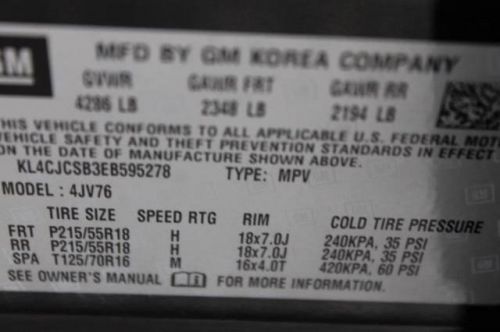 GM
MFD BY GM KOREA COMPANY
GVWR GAWR FRT GAWR RR
4286 LB 2348 LB 2194 LB
THIS VEHICLE CONFORMS TO ALL APPLICABLE U.S. FEDERAL MOT
VEHICLE SAFETY AND THEFT PREVENTION STANDARDS IN EFFECT
MANUFACTURE SHOWN ABOVE.
KL4CJCSB3EB595278 TYPE: MPV
MODEL: 4JV76
TIRE SIZE SPEED RTG RIM COLD TIRE PRESSURE
FRT P215/55R18 H 18x7.0J 240KPA, 35 PSI
RR P215/55R18 H 18x7.0J 240KPA, 35 PSI
SPA T125/70R16 M 16x4.0T 420KPA, 60 PSI
SEE OWNER'S MANUAL FOR MORE INFORMATION.